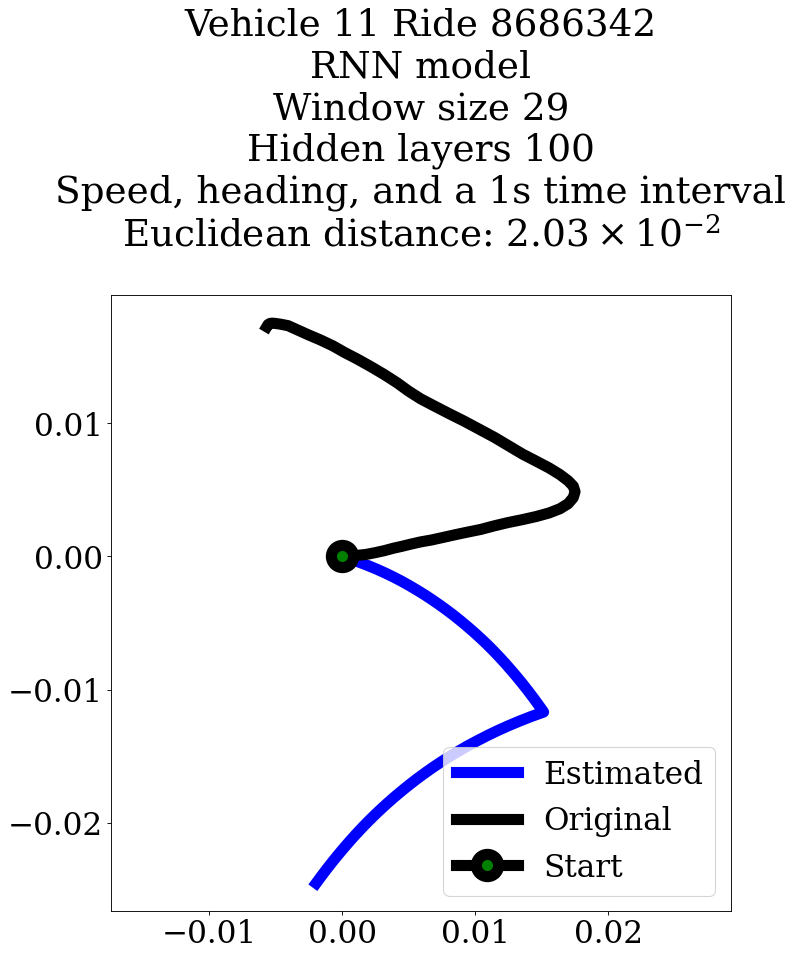 Vehicle 11 Ride 8686342
RNN model
Window size 29
Hidden layers 100
Speed, heading, and a 1s time interval
Euclidean distance: 2.03 × 10⁻²
0.01
0.00
−0.01
−0.02
Estimated
Original
Start
−0.01 0.00 0.01 0.02